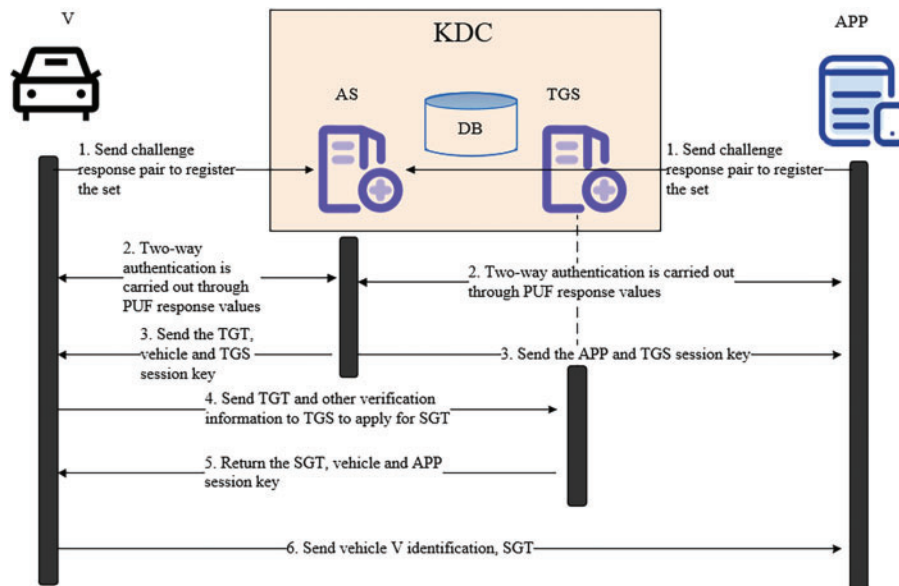 V
KDC
APP
AS
TGS
DB
1. Send challenge
response pair to register
the set
1. Send challenge
response pair to register
the set
2. Two-way
authentication is
carried out through
PUF response values
2. Two-way authentication is carried out
through PUF response values
3. Send the TGT,
vehicle and TGS
session key
3. Send the APP and TGS session key
4. Send TGT and other verification
information to TGS to apply for SGT
5. Return the SGT, vehicle and APP
session key
6. Send vehicle V identification, SGT